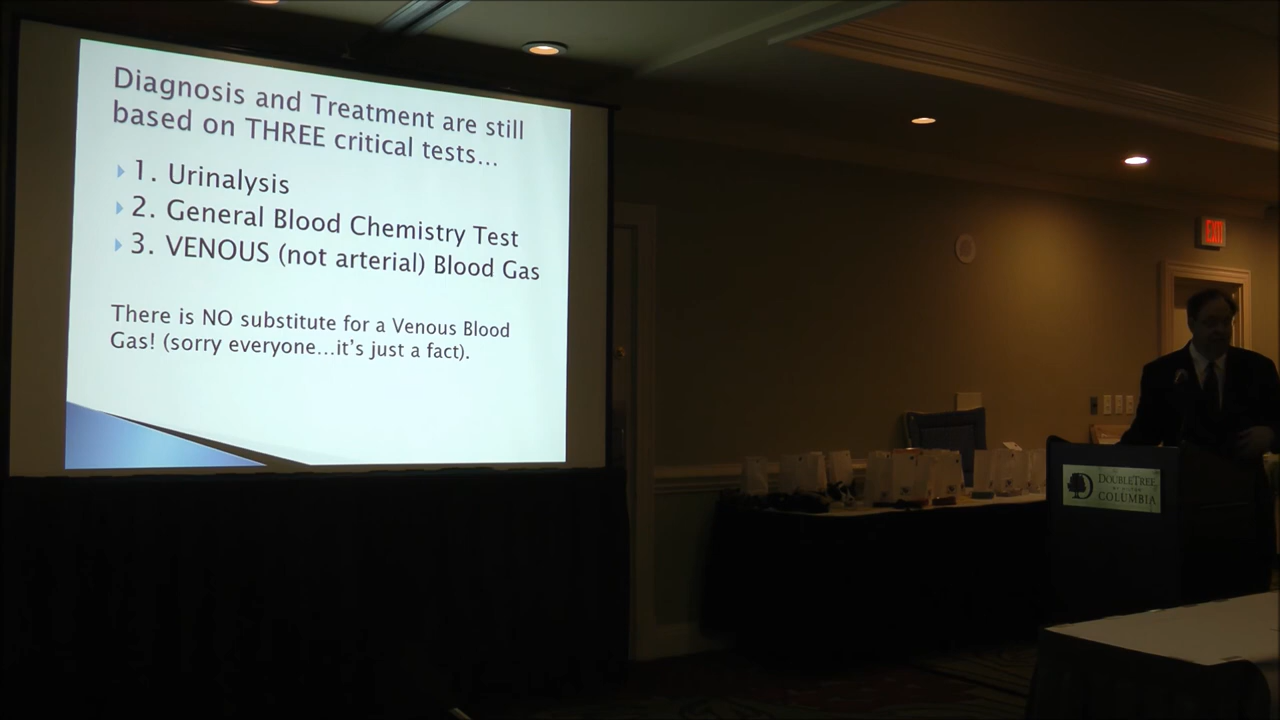 Diagnosis and Treatment are still
based on THREE critical tests...
1. Urinalysis
2. General Blood Chemistry Test
3. VENOUS (not arterial) Blood Gas
There is NO substitute for a Venous Blood
Gas! (sorry everyone...it's just a fact).
EXIT
DOUBLETREE
COLUMBIA